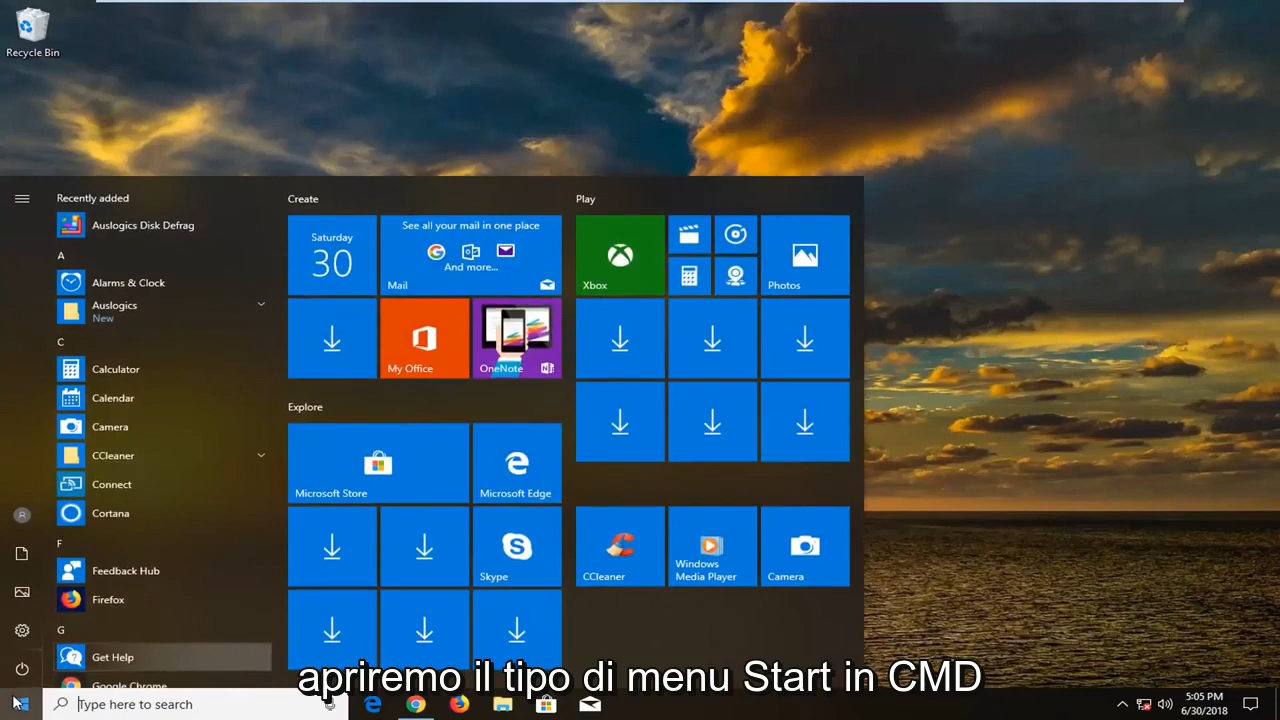 Recycle Bin
Recently added
Auslogics Disk Defrag
A
Alarms & Clock
Auslogics
New
C
Calculator
Calendar
Camera
CCleaner
Connect
Cortana
F
Feedback Hub
Firefox
G
Get Help
Google Chrome
Create
Saturday
30
See all your mail in one place
And more...
Mail
My Office
OneNote
Explore
Microsoft Store
Microsoft Edge
Skype
Play
Xbox
Photos
CCleaner
Windows
Media Player
Camera
apriremo il tipo di menu Start in CMD
Type here to search
5:05 PM
6/30/2018